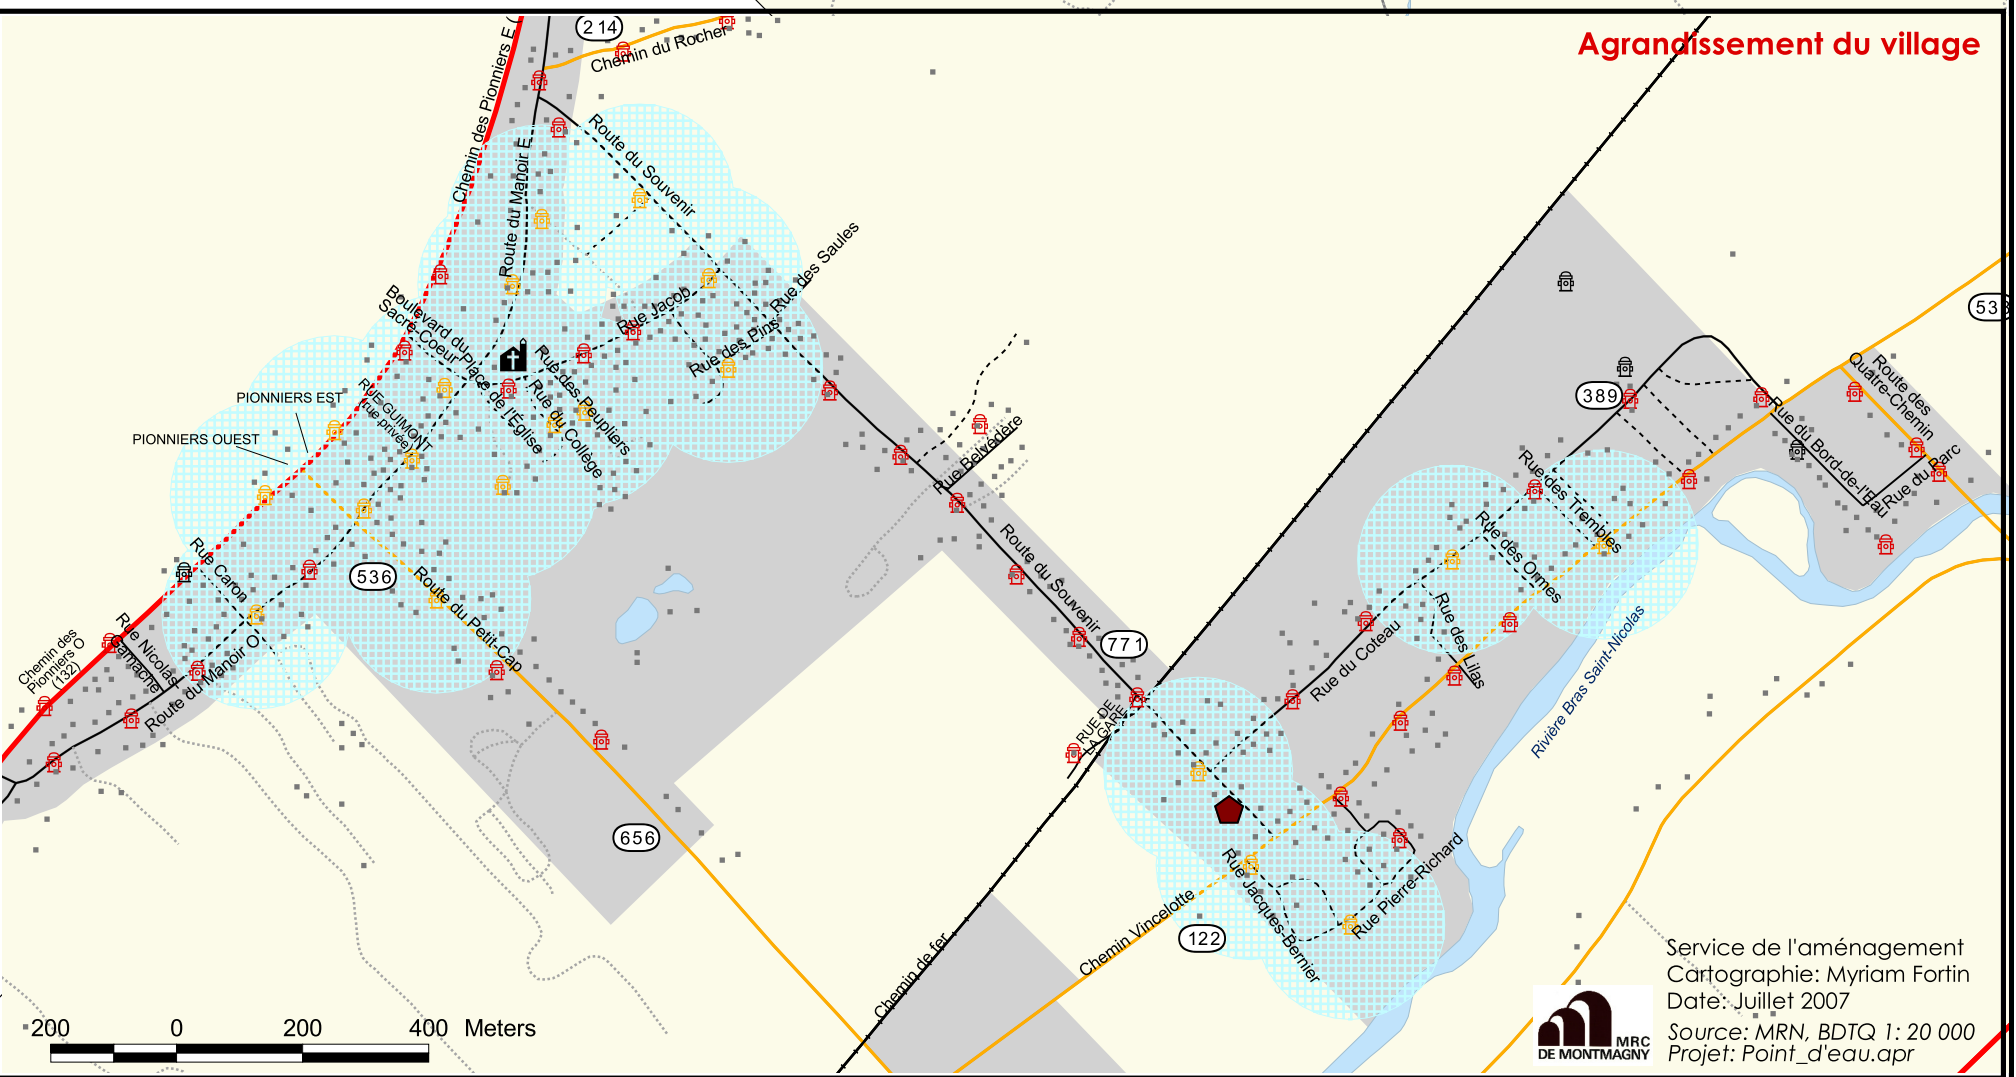 Agrandissement du village
214
Chemin du Rocher
Chemin des Pionniers E (
Route du Manoir E
Route du Souvenir
Rue des Saules
Boulevard du
Sacré-Coeur
Rue Jacob
Rue des Pins
Place de l'Église
Rue des Peupliers
Rue du Collège
RUE GUIMONT
(rue privée)
PIONNIERS EST
PIONNIERS OUEST
Rue Caron
536
Route du Petit-Cap
Rue Nicolas
Gamache
Chemin des
Pionniers O
(132)
Route du Manoir O
656
Rue Belvédère
Route du Souvenir
771
RUE DE
LA GARE
Rue du Coteau
389
533
Route des
Quatre-Chemin
Rue du Bord-de-l'Eau
Rue du Parc
Rue des Trembles
Rue des Ormes
Rue des Lilas
Rivière Bras Saint-Nicolas
Rue Jacques-Bernier
Rue Pierre-Richard
Chemin Vincelotte
122
Chemin de fer
200 0 200 400 Meters
MRC
DE MONTMAGNY
Service de l'aménagement
Cartographie: Myriam Fortin
Date: Juillet 2007
Source: MRN, BDTQ 1: 20 000
Projet: Point_d'eau.apr